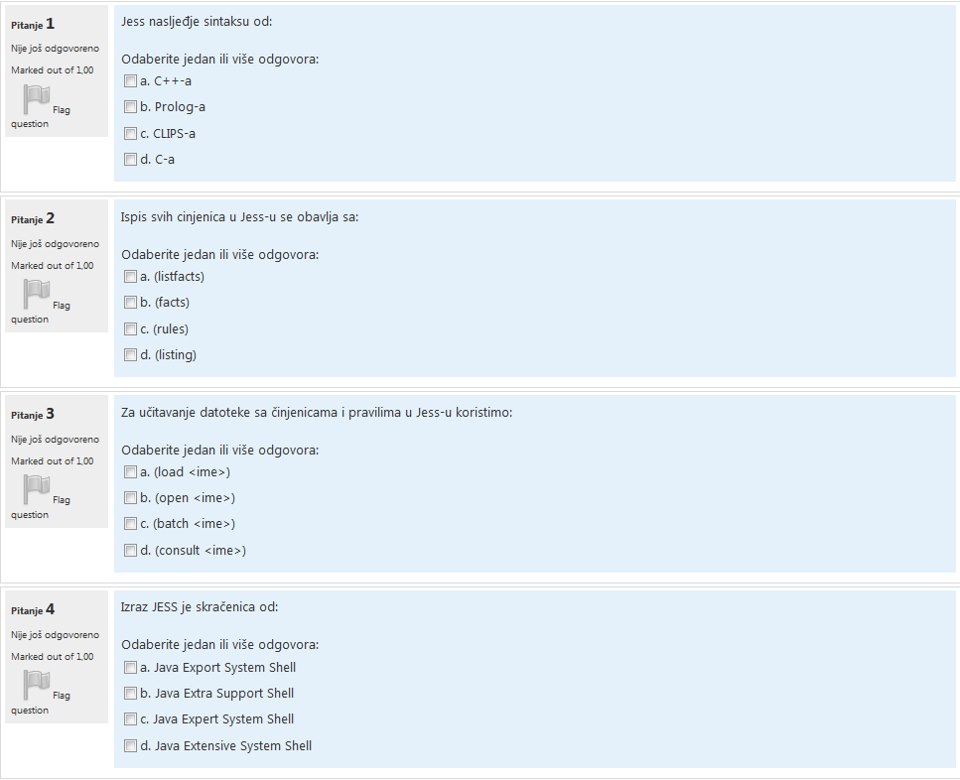 Pitanje 1
Nije još odgovoreno
Marked out of 1,00
Flag
question
Jess nasljeđje sintaksu od:
Odaberite jedan ili više odgovora:
a. C++-a
b. Prolog-a
c. CLIPS-a
d. C-a
Pitanje 2
Nije još odgovoreno
Marked out of 1,00
Flag
question
Ispis svih cinjenica u Jess-u se obavlja sa:
Odaberite jedan ili više odgovora:
a. (listfacts)
b. (facts)
c. (rules)
d. (listing)
Pitanje 3
Nije još odgovoreno
Marked out of 1,00
Flag
question
Za učitavanje datoteke sa činjenicama i pravilima u Jess-u koristimo:
Odaberite jedan ili više odgovora:
a. (load <ime>)
b. (open <ime>)
c. (batch <ime>)
d. (consult <ime>)
Pitanje 4
Nije još odgovoreno
Marked out of 1,00
Flag
question
Izraz JESS je skračenica od:
Odaberite jedan ili više odgovora:
a. Java Export System Shell
b. Java Extra Support Shell
c. Java Expert System Shell
d. Java Extensive System Shell